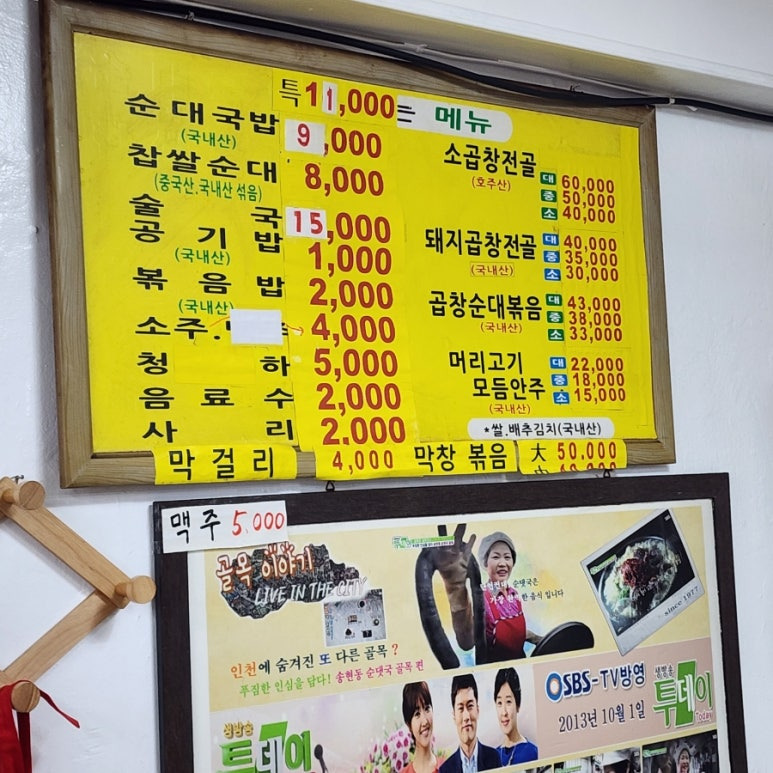 특 11,000
메뉴
순대국밥 9,000
(국내산)
찹쌀순대 8,000
(중국산.국내산 섞음)
술국 15,000
공기밥 1,000
(국내산)
볶음밥 2,000
(국내산)
소주. 4,000
청하 5,000
음료수 2,000
사리 2,000
막걸리 4,000
소곱창전골 대 60,000
(호주산) 중 50,000
소 40,000
돼지곱창전골 대 40,000
중 35,000
(국내산) 소 30,000
곱창순대볶음 대 43,000
(국내산) 중 38,000
소 33,000
머리고기 대 22,000
모듬안주 중 18,000
(국내산) 소 15,000
*쌀.배추김치(국내산)
막창 볶음 大 50,000
맥주 5.000
골목 이야기
LIVE IN THE CITY
since 1977
인천에 숨겨진 또 다른 골목?
푸짐한 인심을 담다! 송현동 순댓국 골목 편
SBS-TV방영
2013년 10월 1일
생방송
투데이
Today
생방송
투데이